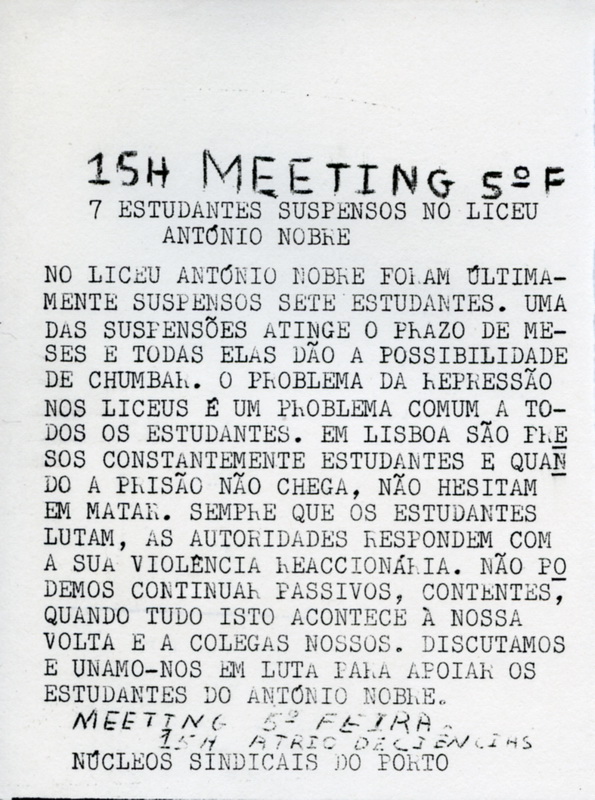 15H MEETING 5º F
7 ESTUDANTES SUSPENSOS NO LICEU
ANTÓNIO NOBRE
NO LICEU ANTÓNIO NOBRE FORAM ÚLTIMA-
MENTE SUSPENSOS SETE ESTUDANTES. UMA
DAS SUSPENSÕES ATINGE O PRAZO DE ME-
SES E TODAS ELAS DÃO A POSSIBILIDADE
DE CHUMBAR. O PROBLEMA DA REPRESSÃO
NOS LICEUS É UM PROBLEMA COMUM A TO-
DOS OS ESTUDANTES. EM LISBOA SÃO PRE
SOS CONSTANTEMENTE ESTUDANTES E QUAN
DO A PRISÃO NÃO CHEGA, NÃO HESITAM
EM MATAR. SEMPRE QUE OS ESTUDANTES
LUTAM, AS AUTORIDADES RESPONDEM COM
A SUA VIOLÊNCIA REACCIONÁRIA. NÃO PO
DEMOS CONTINUAR PASSIVOS, CONTENTES,
QUANDO TUDO ISTO ACONTECE À NOSSA
VOLTA E A COLEGAS NOSSOS. DISCUTAMOS
E UNAMO-NOS EM LUTA PARA APOIAR OS
ESTUDANTES DO ANTÓNIO NOBRE.
MEETING 5ª FEIRA.
15H ATRIO DE CIÊNCIAS
NÚCLEOS SINDICAIS DO PORTO